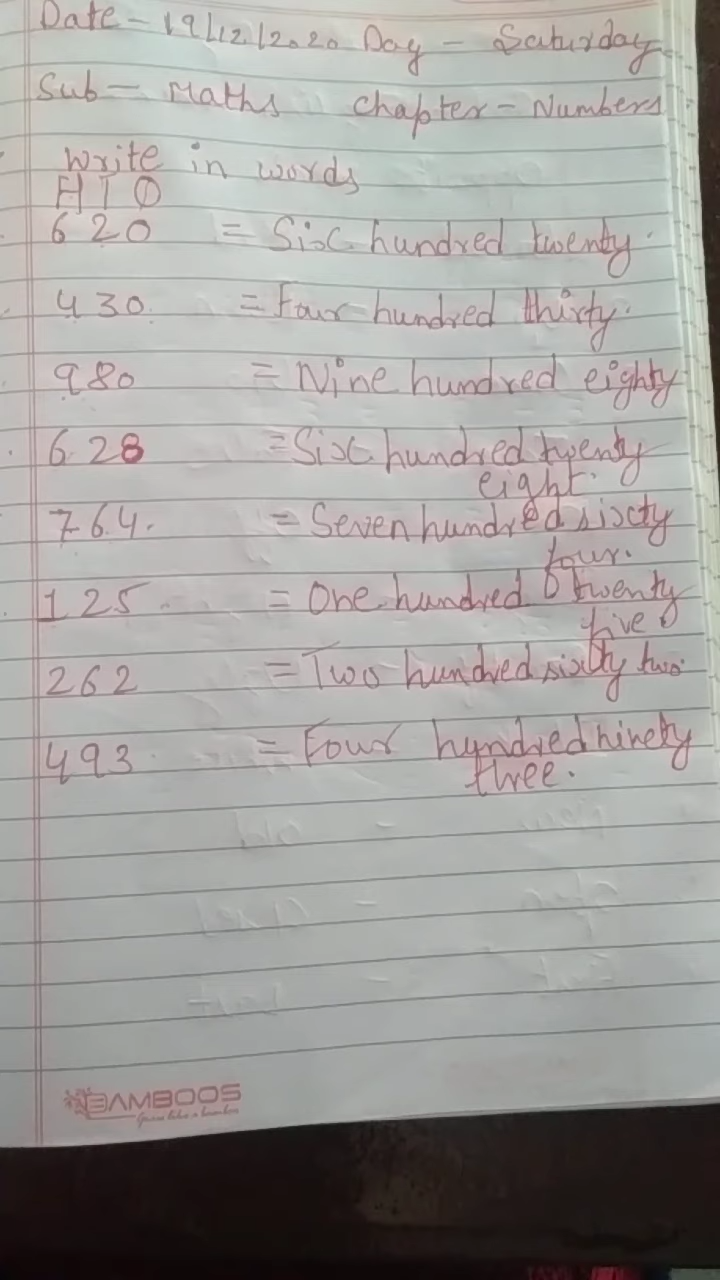 Date - 19/12/2020 Day - Saturday
Sub - Maths Chapter - Numbers
Write in words
H T O
620 = Six hundred twenty.
430 = Four hundred thirty.
980 = Nine hundred eighty
628 = Six hundred twenty
eight.
764. = Seven hundred sixty
four.
125 = One hundred twenty
five
262 = Two hundred sixty two.
493 = Four hundred ninety
three.
BAMBOOS